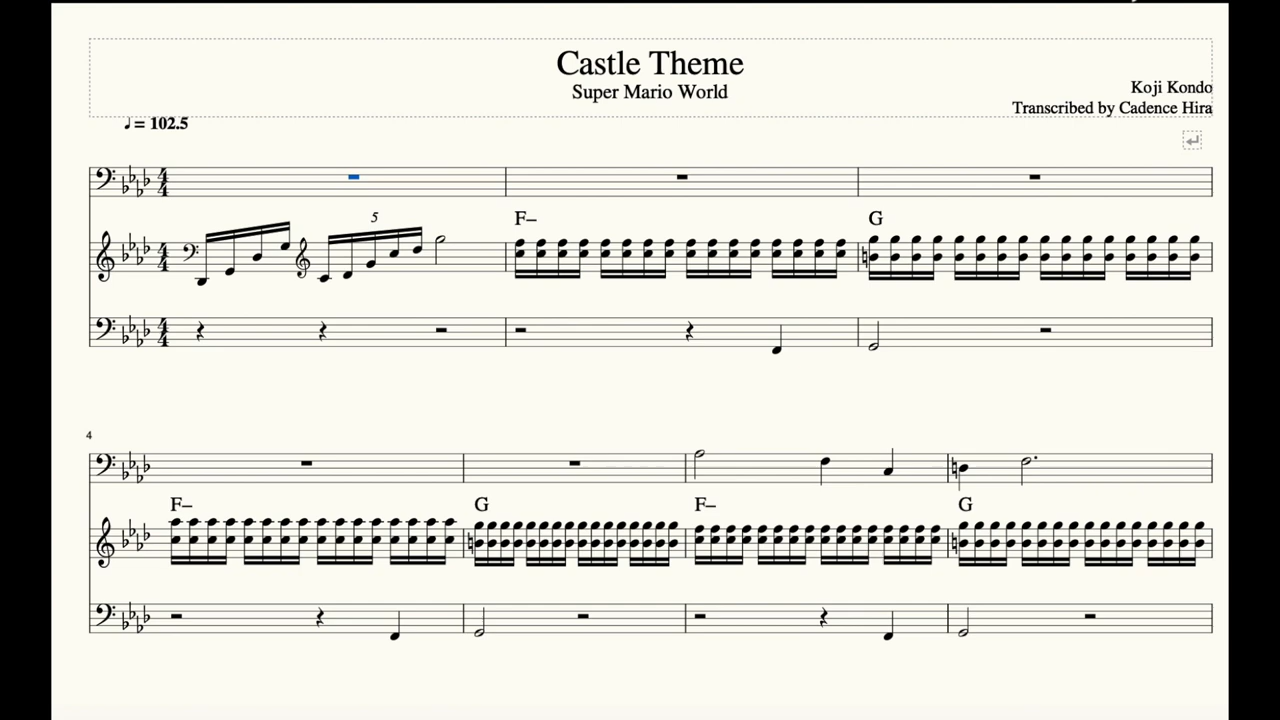 Castle Theme
Super Mario World
Koji Kondo
Transcribed by Cadence Hira
♩ = 102.5
5
F– G
4
F– G F– G